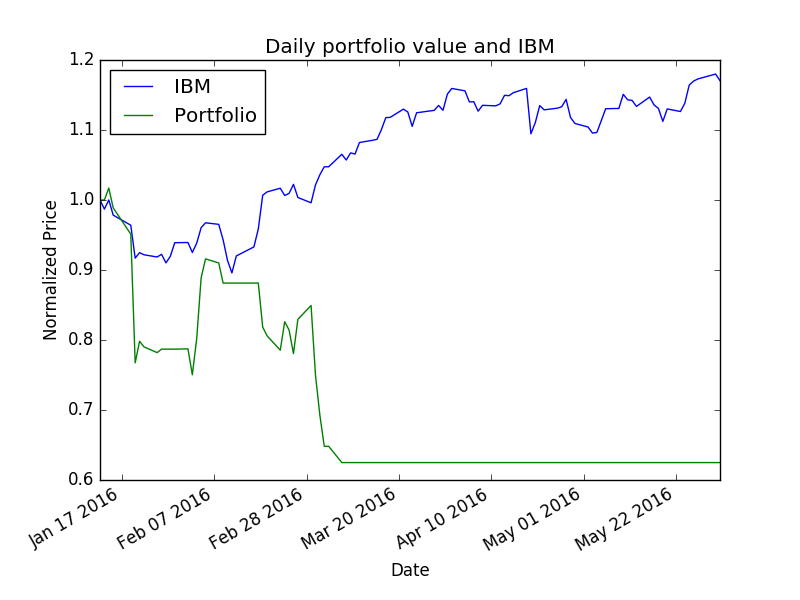 Daily portfolio value and IBM
IBM
Portfolio
1.2
1.1
1.0
0.9
0.8
0.7
0.6
Normalized Price
Jan 17 2016
Feb 07 2016
Feb 28 2016
Mar 20 2016
Apr 10 2016
May 01 2016
May 22 2016
Date